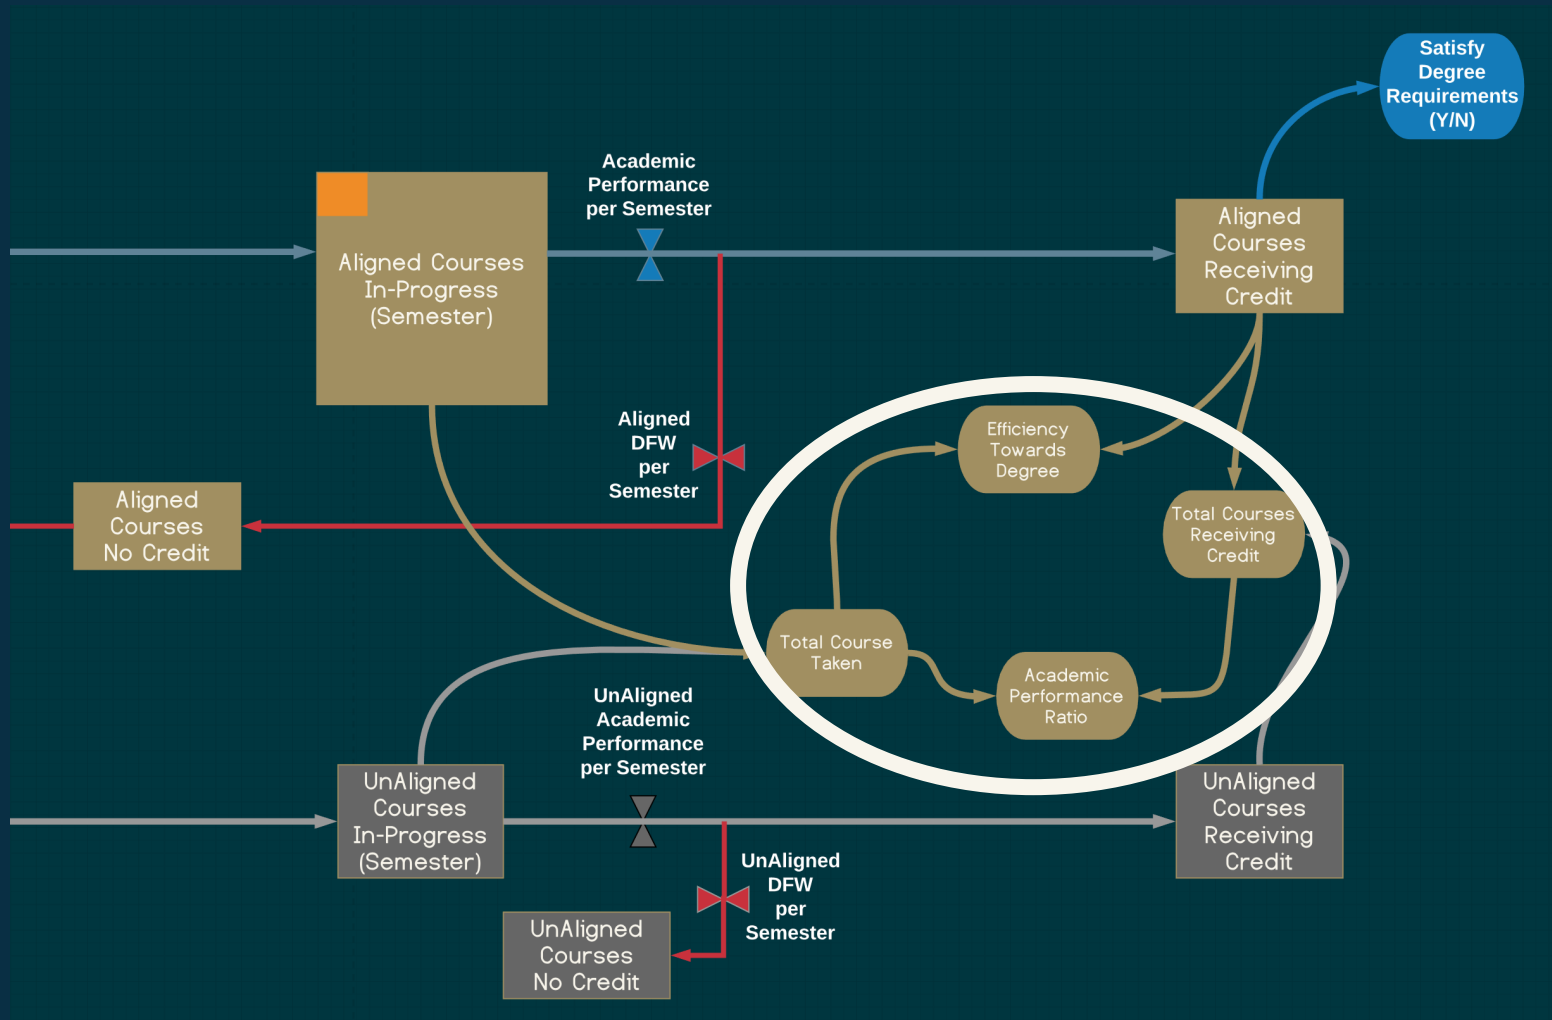 Satisfy
Degree
Requirements
(Y/N)
Academic
Performance
per Semester
Aligned
Courses
Receiving
Credit
Aligned Courses
In-Progress
(Semester)
Aligned
DFW
per
Semester
Efficiency
Towards
Degree
Aligned
Courses
No Credit
Total Courses
Receiving
Credit
Total Course
Taken
Academic
Performance
Ratio
UnAligned
Academic
Performance
per Semester
UnAligned
Courses
In-Progress
(Semester)
UnAligned
Courses
Receiving
Credit
UnAligned
DFW
per
Semester
UnAligned
Courses
No Credit